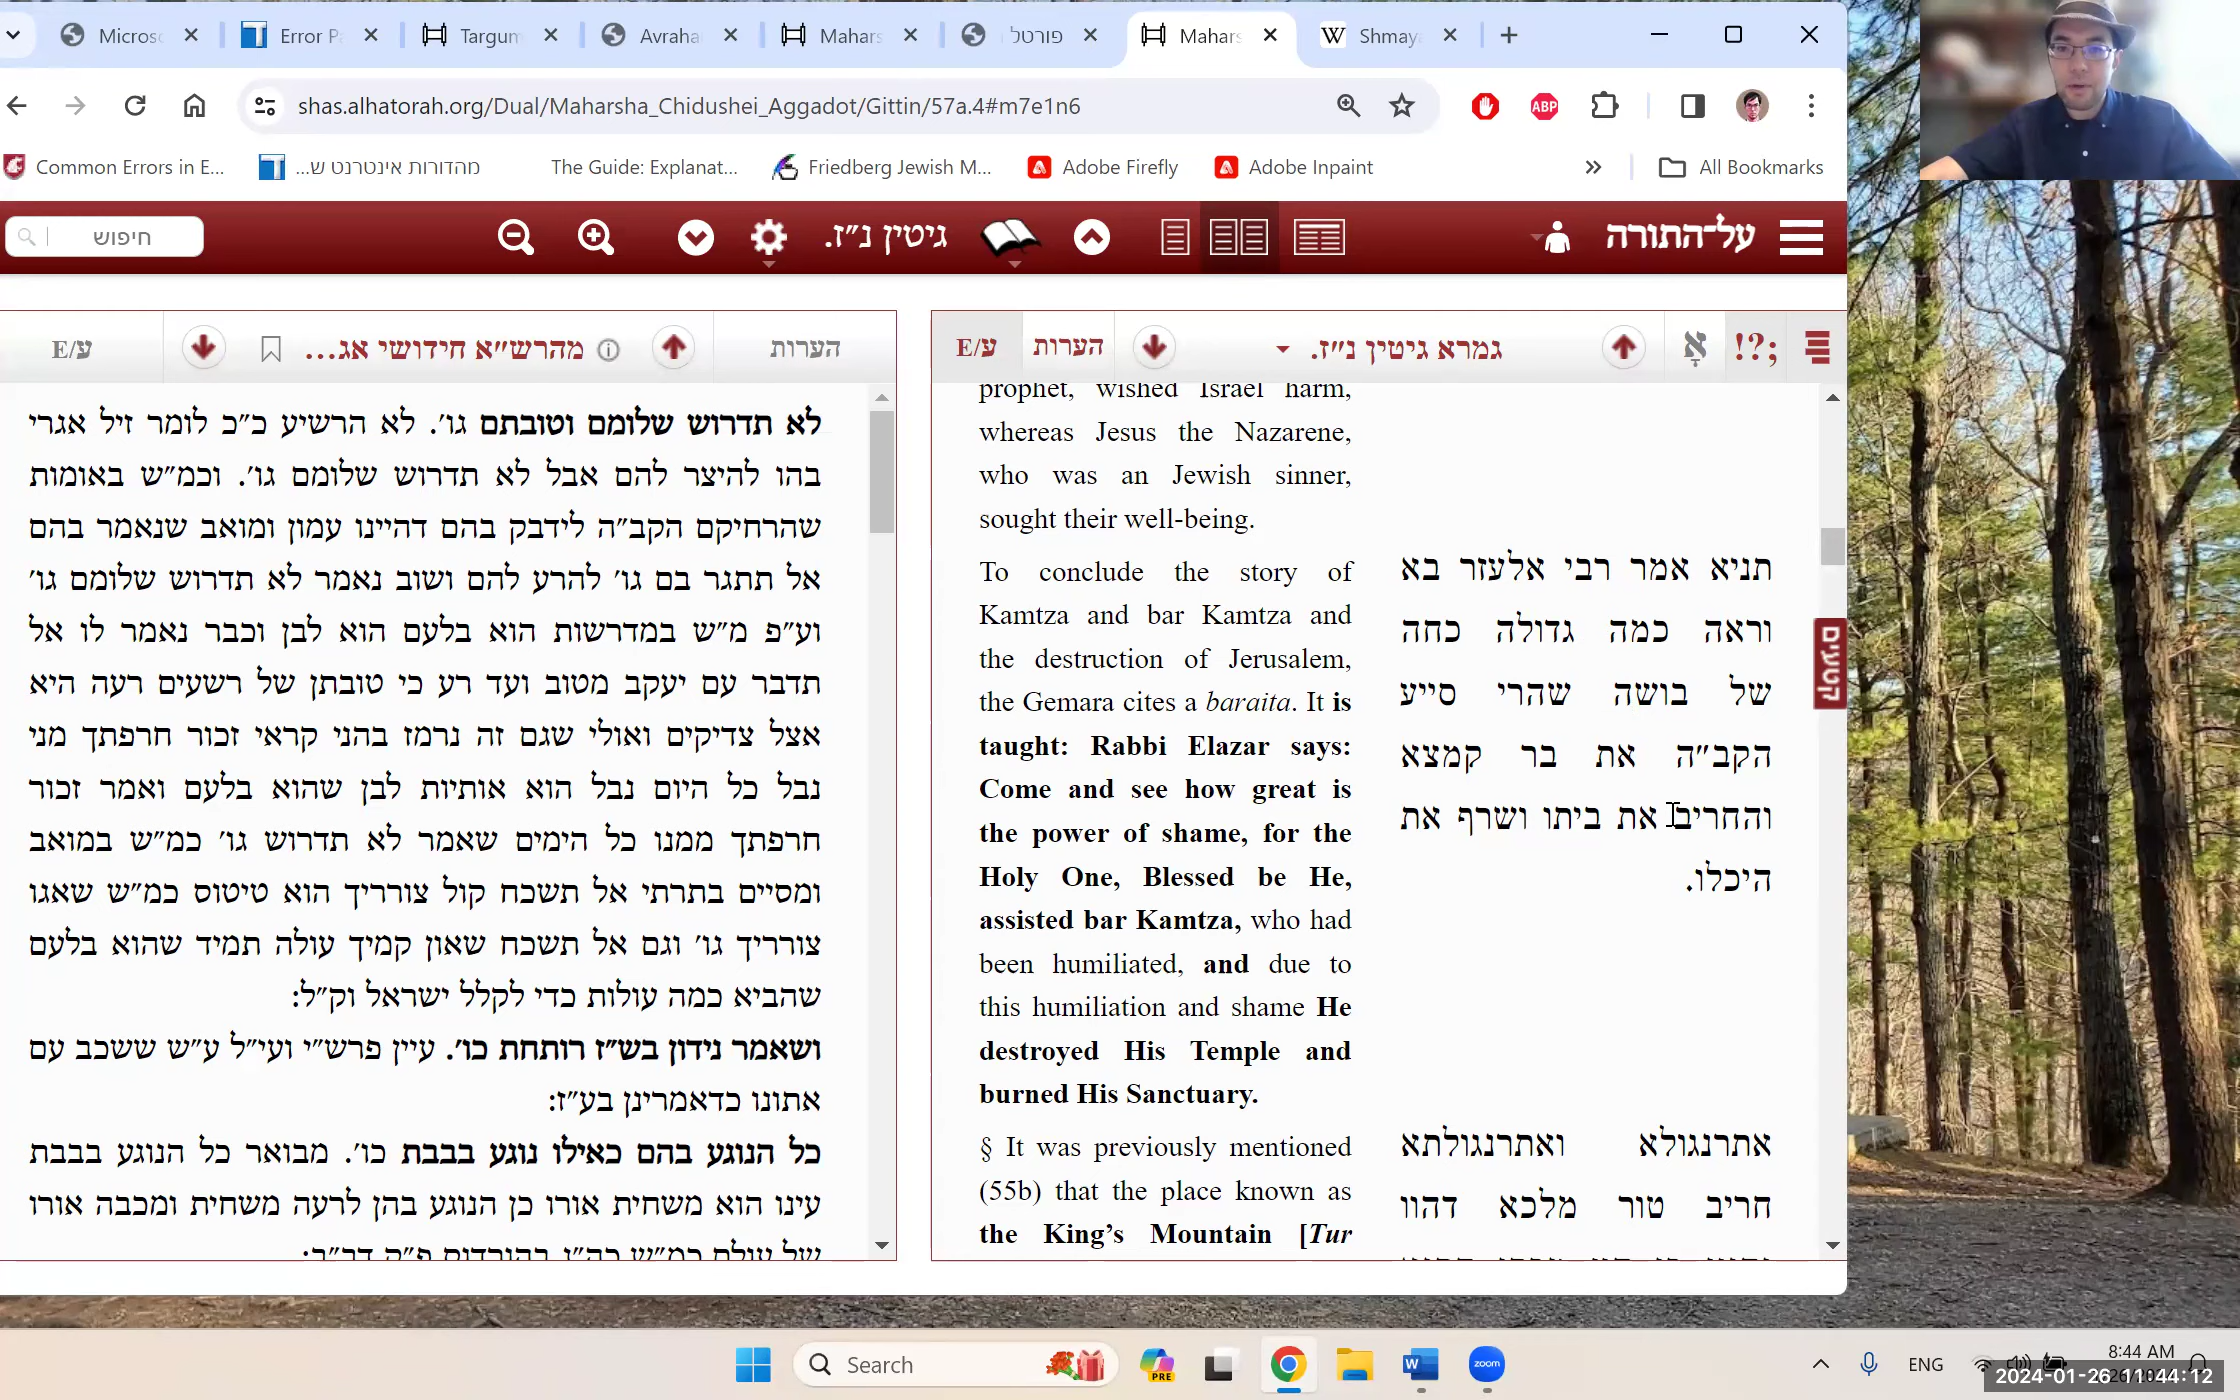 Micros
Error P
Targum
Avraha
Mahars
פורטל
Mahars
Shmay
shas.alhatorah.org/Dual/Maharsha_Chidushei_Aggadot/Gittin/57a.4#m7e1n6
ABP
Common Errors in E...
מהדורות אינטרנט ש...
The Guide: Explanat...
Friedberg Jewish M...
Adobe Firefly
Adobe Inpaint
All Bookmarks
חיפוש
גיטין נ״ז.
על־התורה
ע/E
מהרש״א חידושי אג...
הערות
ע/E
הערות
גמרא גיטין נ״ז.
אָ
!?;
לא תדרוש שלומם וטובתם גו׳. לא הרשיע כ״כ לומר זיל אגרי
בהו להיצר להם אבל לא תדרוש שלומם גו׳. וכמ״ש באומות
שהרחיקם הקב״ה לידבק בהם דהיינו עמון ומואב שנאמר בהם
אל תתגר בם גו׳ להרע להם ושוב נאמר לא תדרוש שלומם גו׳
וע״פ מ״ש במדרשות הוא בלעם הוא לבן וכבר נאמר לו אל
תדבר עם יעקב מטוב ועד רע כי טובתן של רשעים רעה היא
אצל צדיקים ואולי שגם זה נרמז בהני קראי זכור חרפתך מני
נבל כל היום נבל הוא אותיות לבן שהוא בלעם ואמר זכור
חרפתך ממנו כל הימים שאמר לא תדרוש גו׳ כמ״ש במואב
ומסיים בתרתי אל תשכח קול צורריך הוא טיטוס כמ״ש שאגו
צורריך גו׳ וגם אל תשכח שאון קמיך עולה תמיד שהוא בלעם
שהביא כמה עולות כדי לקלל ישראל וק״ל:
ושאמר נידון בש״ז רותחת כו׳. עיין פרש״י ועי״ל ע״ש ששכב עם
אתונו כדאמרינן בע״ז:
כל הנוגע בהם כאילו נוגע בבבת כו׳. מבואר כל הנוגע בבבת
עינו הוא משחית אורו כן הנוגע בהן לרעה משחית ומכבה אורו
של עולם כמ״ש כה״ג בהורדוס פ״ק דב״ב:
prophet, wished Israel harm,
whereas Jesus the Nazarene,
who was an Jewish sinner,
sought their well-being.
To conclude the story of
Kamtza and bar Kamtza and
the destruction of Jerusalem,
the Gemara cites a baraita. It is
taught: Rabbi Elazar says:
Come and see how great is
the power of shame, for the
Holy One, Blessed be He,
assisted bar Kamtza, who had
been humiliated, and due to
this humiliation and shame He
destroyed His Temple and
burned His Sanctuary.
§ It was previously mentioned
(55b) that the place known as
the King’s Mountain [Tur
תניא אמר רבי אלעזר בא
וראה כמה גדולה כחה
של בושה שהרי סייע
הקב״ה את בר קמצא
והחריב את ביתו ושרף את
היכלו.
אתרנגולא ואתרנגולתא
חריב טור מלכא דהוו
קטעים
Search
PRE
zoom
ENG
8:44 AM
2024-01-26 11:44:12